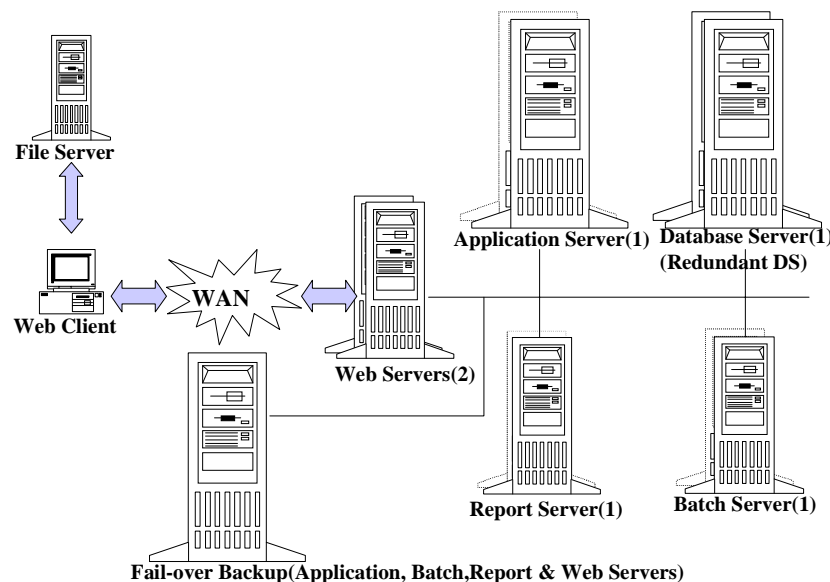 File Server
Application Server(1)
Database Server(1)
(Redundant DS)
WAN
Web Client
Web Servers(2)
Report Server(1)
Batch Server(1)
Fail-over Backup(Application, Batch,Report & Web Servers)